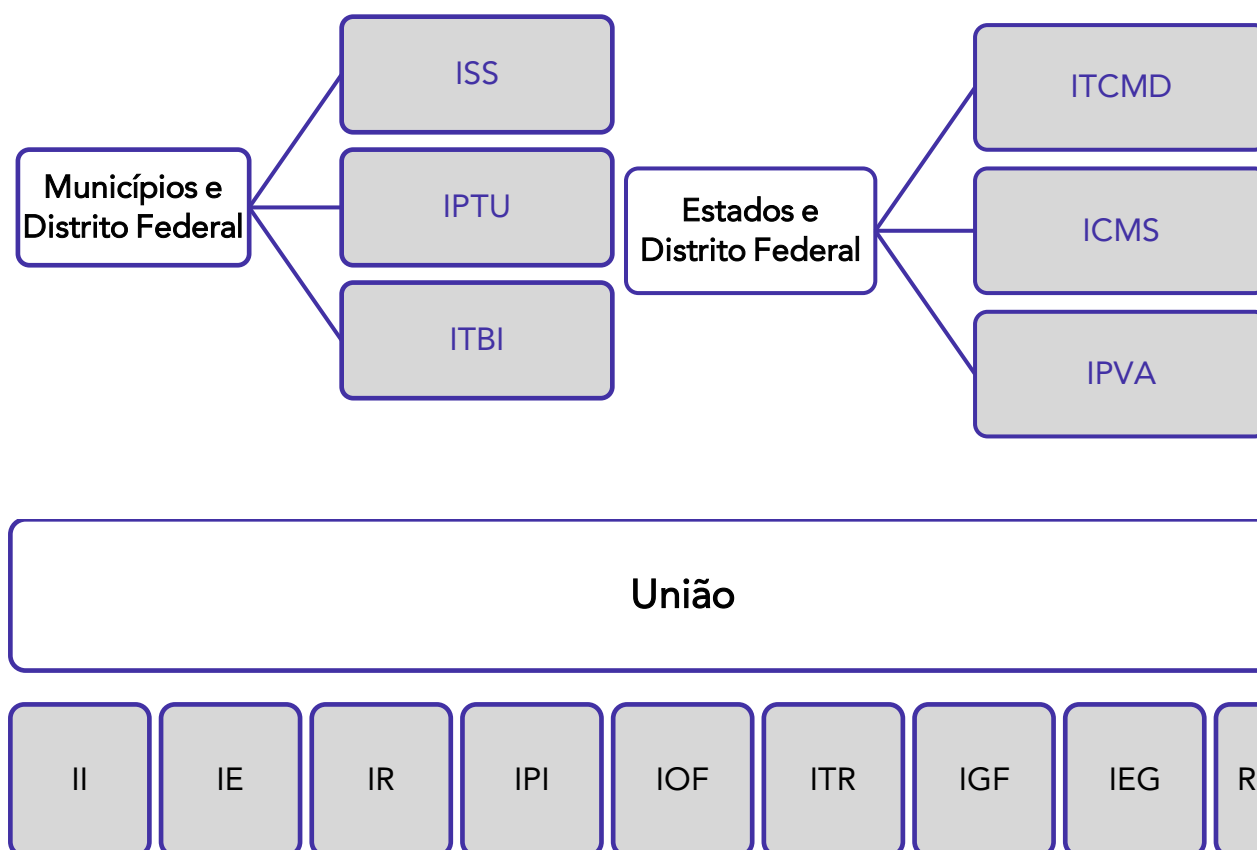 ISS
Municípios e
Distrito Federal
IPTU
ITBI
ITCMD
Estados e
Distrito Federal
ICMS
IPVA
União
II
IE
IR
IPI
IOF
ITR
IGF
IEG